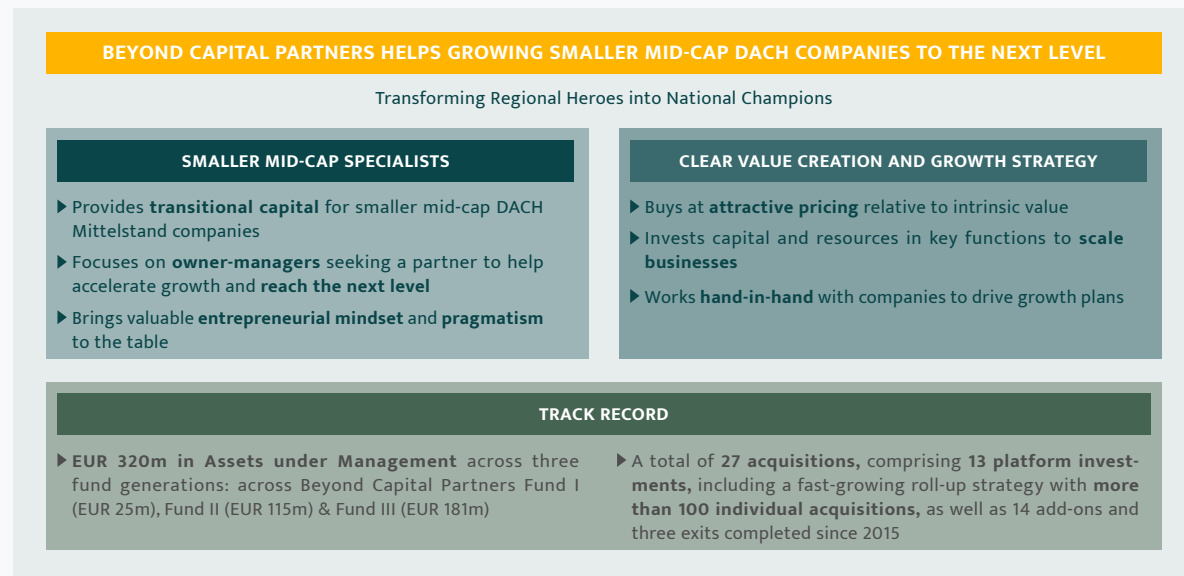 BEYOND CAPITAL PARTNERS HELPS GROWING SMALLER MID-CAP DACH COMPANIES TO THE NEXT LEVEL
Transforming Regional Heroes into National Champions
SMALLER MID-CAP SPECIALISTS
Provides transitional capital for smaller mid-cap DACH
Mittelstand companies
Focuses on owner-managers seeking a partner to help
accelerate growth and reach the next level
Brings valuable entrepreneurial mindset and pragmatism
to the table
CLEAR VALUE CREATION AND GROWTH STRATEGY
Buys at attractive pricing relative to intrinsic value
Invests capital and resources in key functions to scale
businesses
Works hand-in-hand with companies to drive growth plans
TRACK RECORD
EUR 320m in Assets under Management across three
fund generations: across Beyond Capital Partners Fund I
(EUR 25m), Fund II (EUR 115m) & Fund III (EUR 181m)
A total of 27 acquisitions, comprising 13 platform invest-
ments, including a fast-growing roll-up strategy with more
than 100 individual acquisitions, as well as 14 add-ons and
three exits completed since 2015